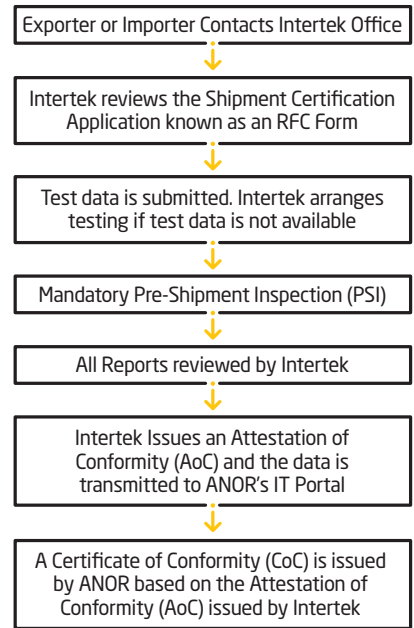 Exporter or Importer Contacts Intertek Office
Intertek reviews the Shipment Certification
Application known as an RFC Form
Test data is submitted. Intertek arranges
testing if test data is not available
Mandatory Pre-Shipment Inspection (PSI)
All Reports reviewed by Intertek
Intertek Issues an Attestation of
Conformity (AoC) and the data is
transmitted to ANOR's IT Portal
A Certificate of Conformity (CoC) is issued
by ANOR based on the Attestation of
Conformity (AoC) issued by Intertek